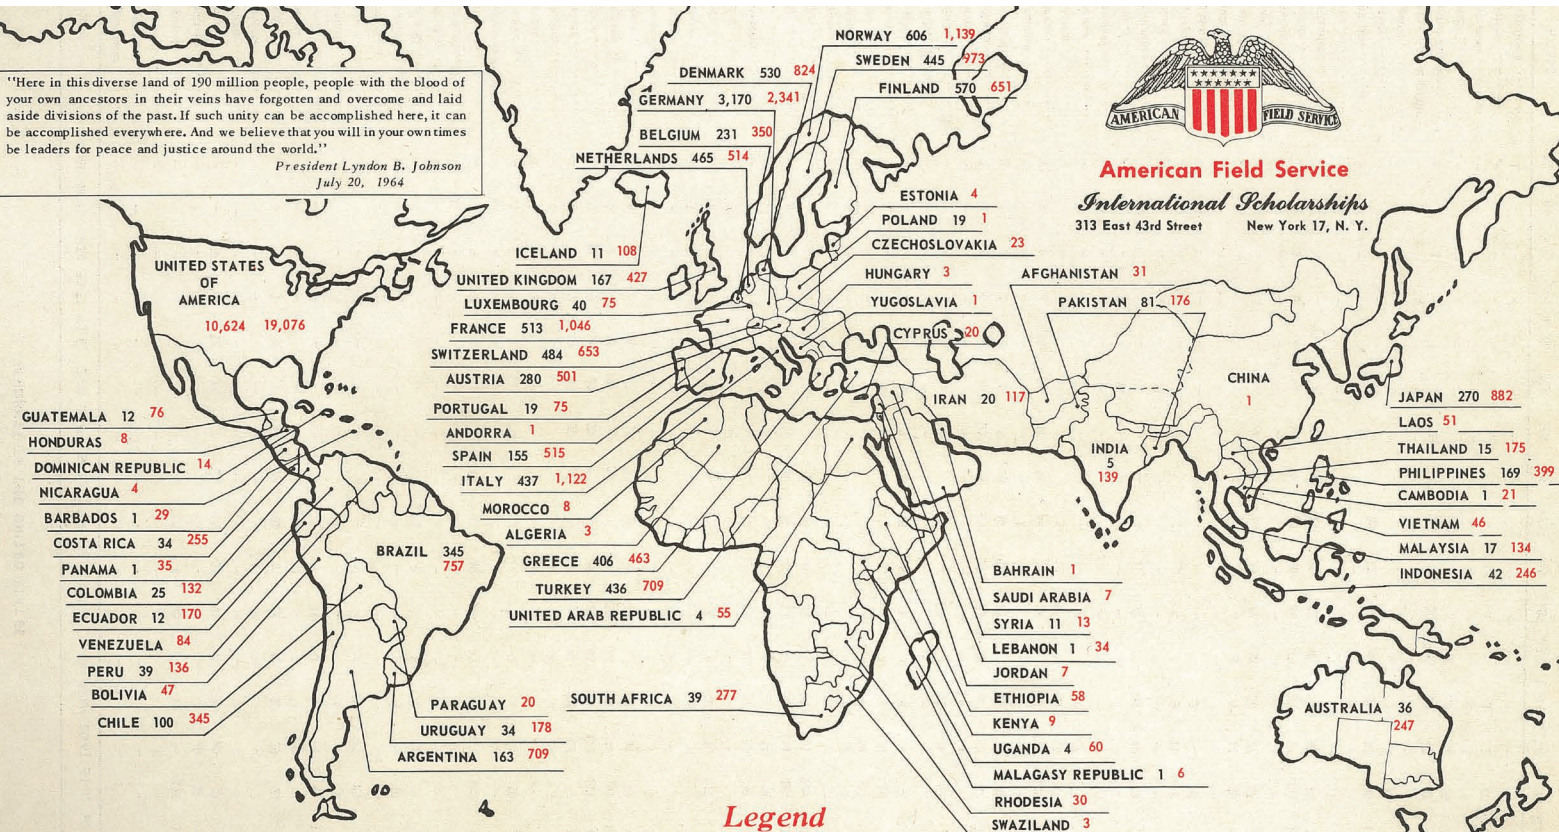 "Here in this diverse land of 190 million people, people with the blood of
your own ancestors in their veins have forgotten and overcome and laid
aside divisions of the past. If such unity can be accomplished here, it can
be accomplished everywhere. And we believe that you will in your own times
be leaders for peace and justice around the world."
President Lyndon B. Johnson
July 20, 1964
NORWAY 606 1,139
SWEDEN 445 973
DENMARK 530 824
FINLAND 570 651
GERMANY 3,170 2,341
BELGIUM 231 350
NETHERLANDS 465 514
AMERICAN FIELD SERVICE
American Field Service
International Scholarships
313 East 43rd Street New York 17, N. Y.
ESTONIA 4
POLAND 19 1
CZECHOSLOVAKIA 23
HUNGARY 3
YUGOSLAVIA 1
CYPRUS 20
AFGHANISTAN 31
PAKISTAN 81 176
UNITED STATES
OF
AMERICA
10,624 19,076
ICELAND 11 108
UNITED KINGDOM 167 427
LUXEMBOURG 40 75
FRANCE 513 1,046
SWITZERLAND 484 653
AUSTRIA 280 501
PORTUGAL 19 75
ANDORRA 1
SPAIN 155 515
ITALY 437 1,122
MOROCCO 8
ALGERIA 3
GREECE 406 463
TURKEY 436 709
UNITED ARAB REPUBLIC 4 55
IRAN 20 117
CHINA
1
INDIA
5
139
JAPAN 270 882
LAOS 51
THAILAND 15 175
PHILIPPINES 169 399
CAMBODIA 1 21
VIETNAM 46
MALAYSIA 17 134
INDONESIA 42 246
GUATEMALA 12 76
HONDURAS 8
DOMINICAN REPUBLIC 14
NICARAGUA 4
BARBADOS 1 29
COSTA RICA 34 255
PANAMA 1 35
COLOMBIA 25 132
ECUADOR 12 170
VENEZUELA 84
PERU 39 136
BOLIVIA 47
CHILE 100 345
BRAZIL 345
757
PARAGUAY 20
URUGUAY 34 178
ARGENTINA 163 709
SOUTH AFRICA 39 277
BAHRAIN 1
SAUDI ARABIA 7
SYRIA 11 13
LEBANON 1 34
JORDAN 7
ETHIOPIA 58
KENYA 9
UGANDA 4 60
MALAGASY REPUBLIC 1 6
RHODESIA 30
SWAZILAND 3
AUSTRALIA 36
247
Legend